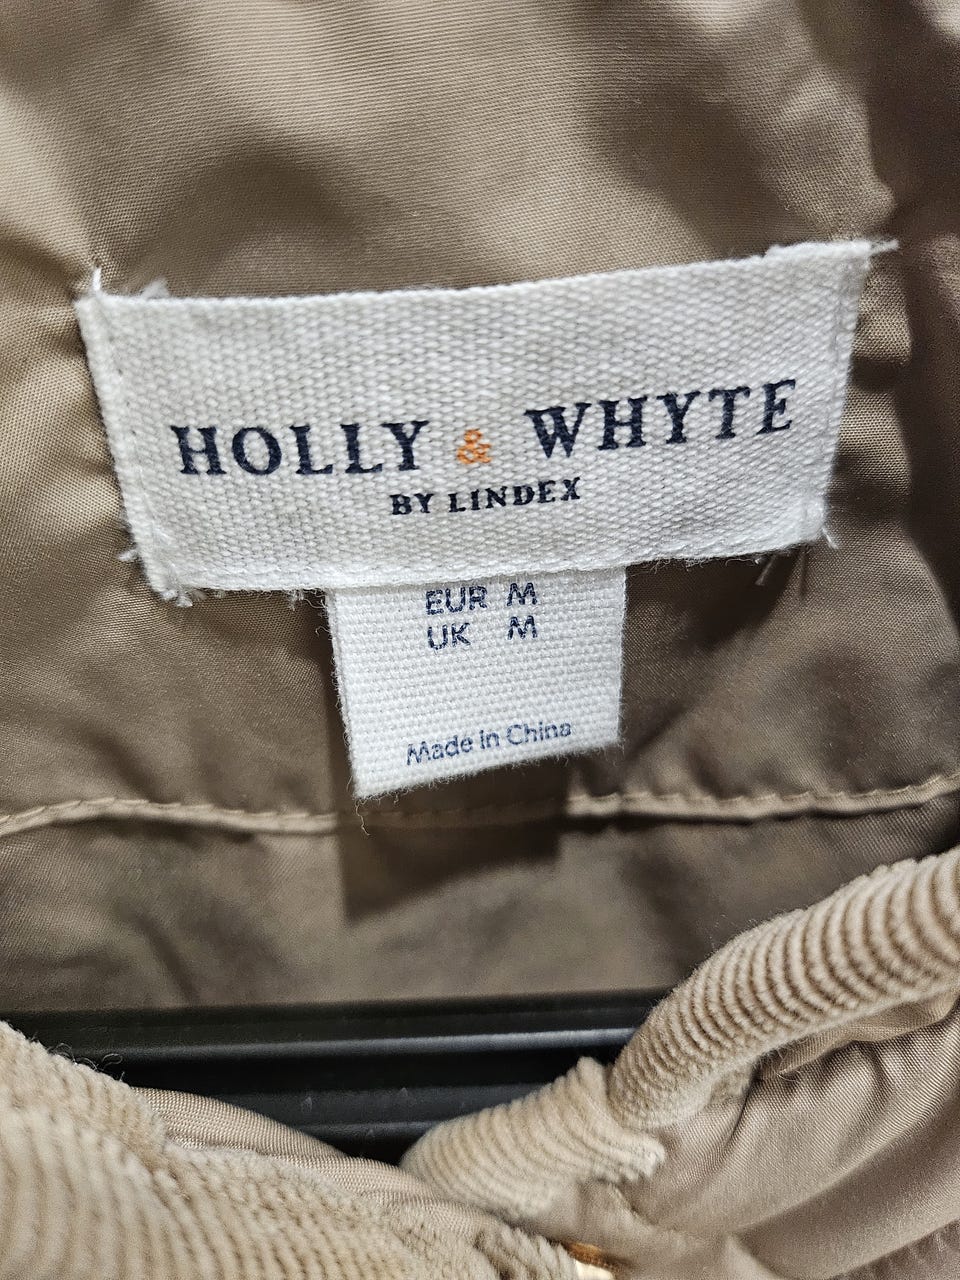 HOLLY & WHYTE
BY LINDEX
EUR M
UK M
Made in China